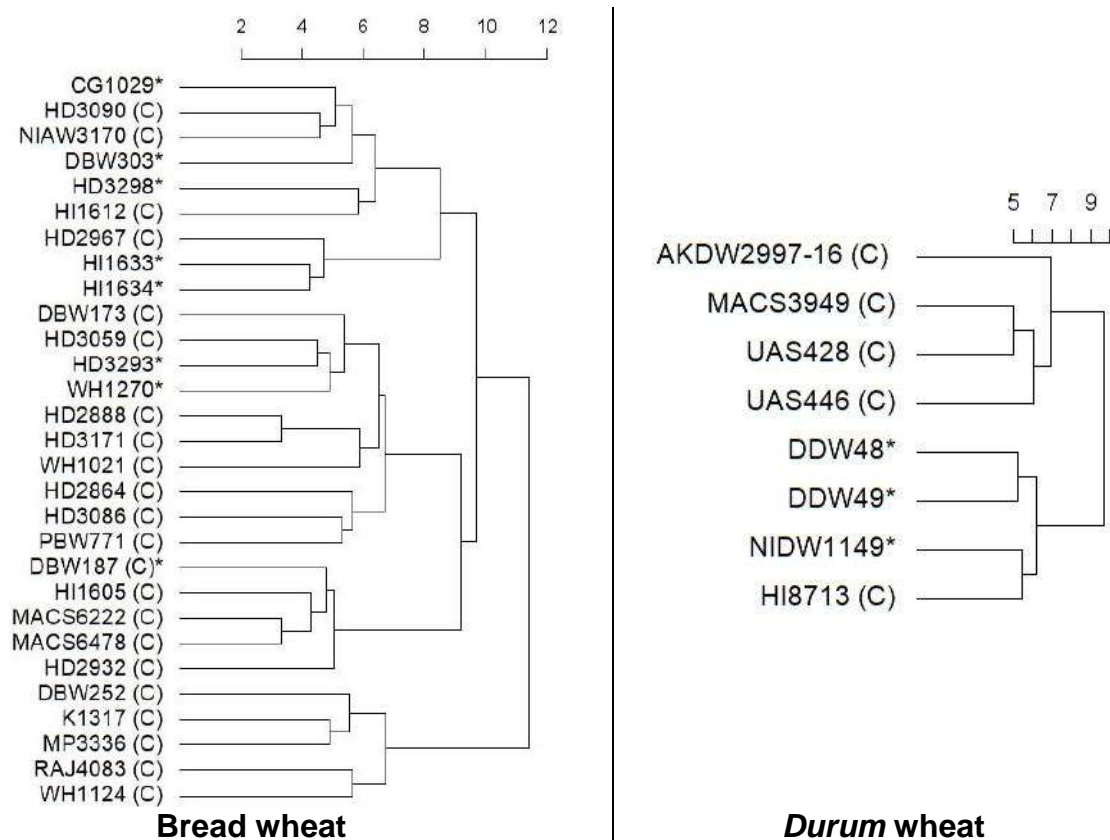 2 4 6 8 10 12
CG1029*
HD3090 (C)
NIAW3170 (C)
DBW303*
HD3298*
HI1612 (C)
HD2967 (C)
HI1633*
HI1634*
DBW173 (C)
HD3059 (C)
HD3293*
WH1270*
HD2888 (C)
HD3171 (C)
WH1021 (C)
HD2864 (C)
HD3086 (C)
PBW771 (C)
DBW187 (C)*
HI1605 (C)
MACS6222 (C)
MACS6478 (C)
HD2932 (C)
DBW252 (C)
K1317 (C)
MP3336 (C)
RAJ4083 (C)
WH1124 (C)
Bread wheat
5 7 9
AKDW2997-16 (C)
MACS3949 (C)
UAS428 (C)
UAS446 (C)
DDW48*
DDW49*
NIDW1149*
HI8713 (C)
Durum wheat